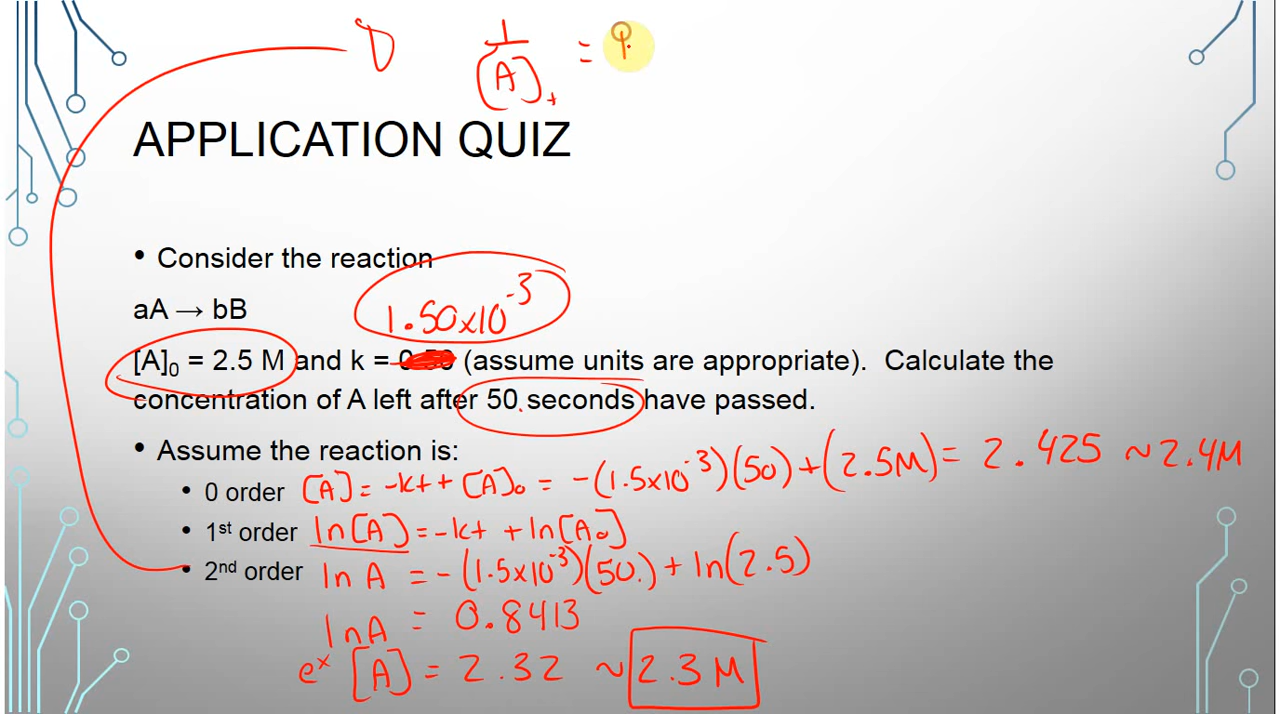 1/[A]t =
APPLICATION QUIZ
• Consider the reaction
aA → bB 1.50x10⁻³
[A]₀ = 2.5 M and k = (assume units are appropriate). Calculate the
concentration of A left after 50. seconds have passed.
• Assume the reaction is:
• 0 order [A] = -kt + [A]₀ = -(1.5x10⁻³)(50) + (2.5M) = 2.425 ~2.4M
• 1st order ln[A] = -kt + ln[A₀]
• 2nd order ln A = -(1.5x10⁻³)(50.) + ln(2.5)
lnA = 0.8413
eˣ [A] = 2.32 ~ 2.3 M